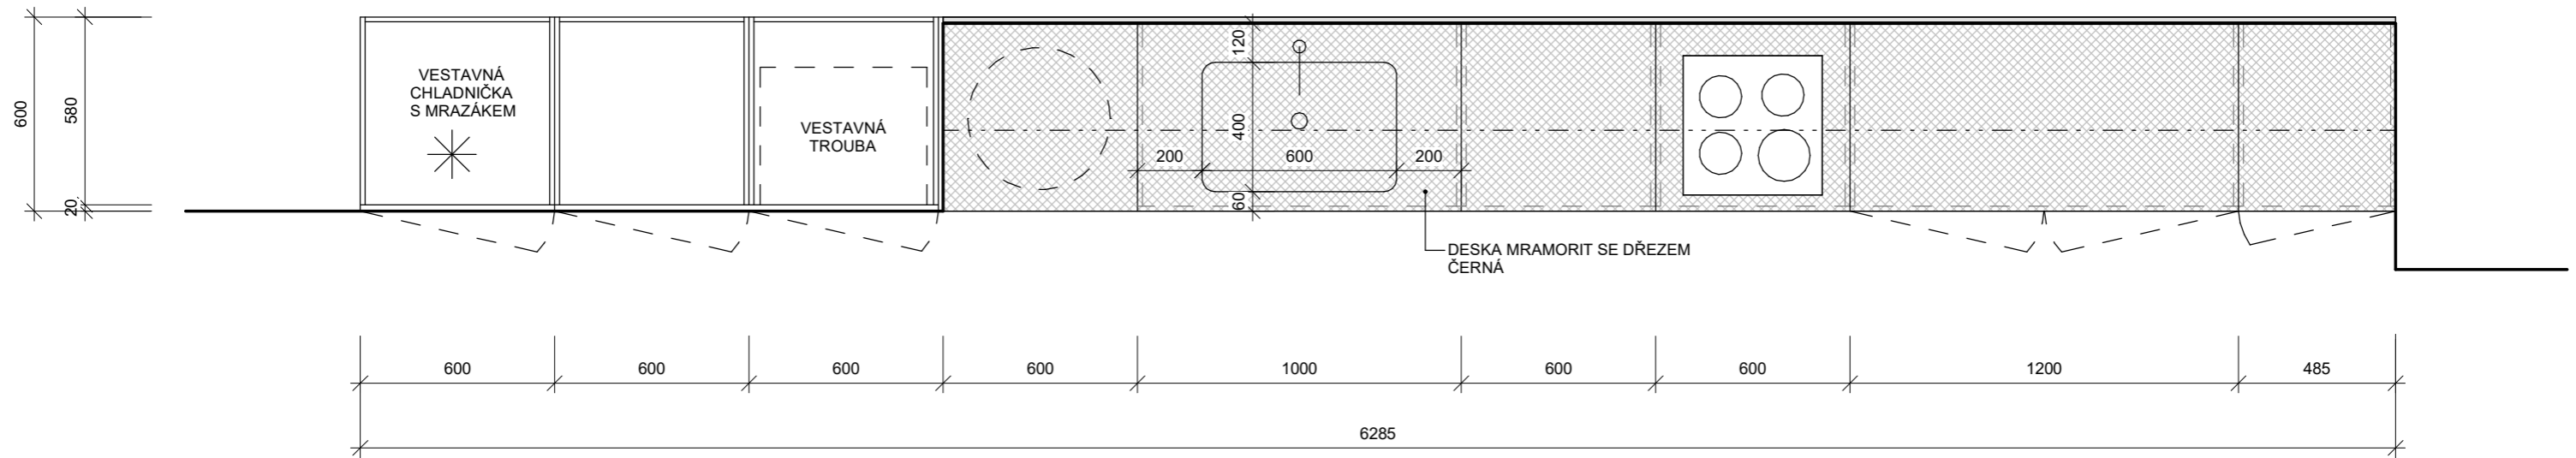 600
580
20
VESTAVNÁ
CHLADNIČKA
S MRAZÁKEM
VESTAVNÁ
TROUBA
120
400
60
200
600
200
DESKA MRAMORIT SE DŘEZEM
ČERNÁ
600
600
600
600
1000
600
600
1200
485
6285